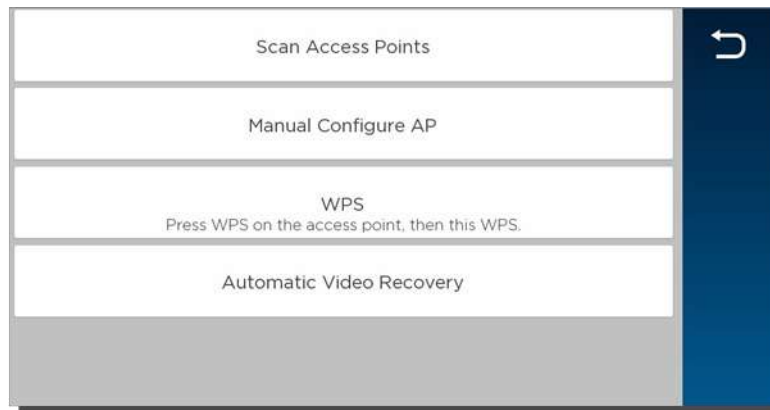 Scan Access Points
Manual Configure AP
WPS
Press WPS on the access point, then this WPS.
Automatic Video Recovery